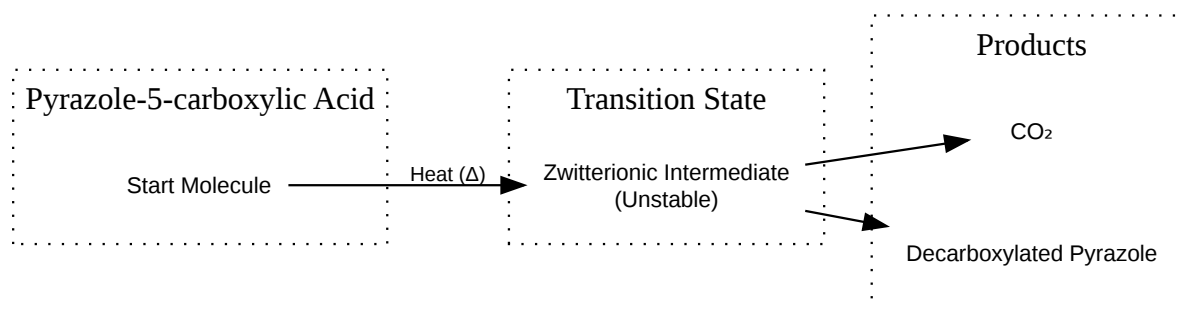 Products
Pyrazole-5-carboxylic Acid
Transition State
CO₂
Heat (Δ)
Zwitterionic Intermediate
(Unstable)
Start Molecule
Decarboxylated Pyrazole